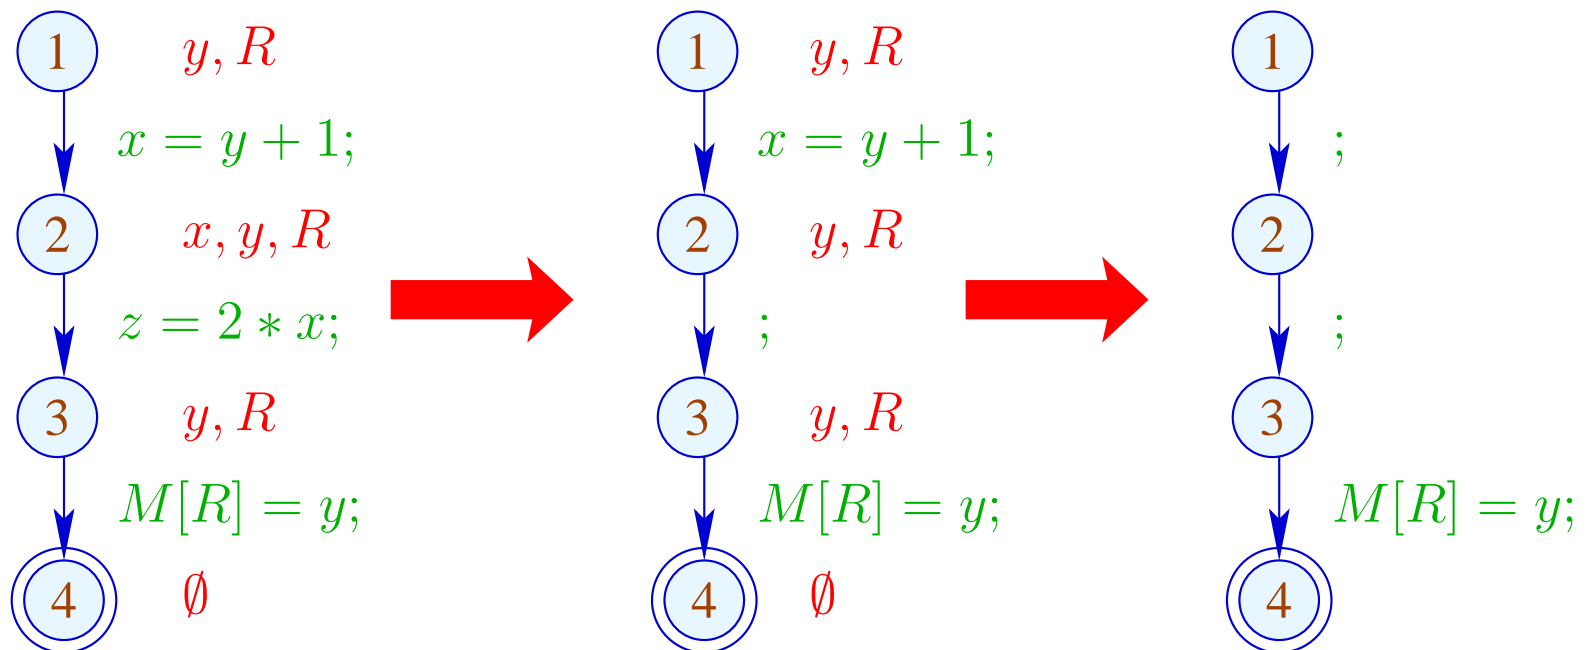 1 y, R
x = y + 1;
2 x, y, R
z = 2 * x;
3 y, R
M[R] = y;
4 ∅
1 y, R
x = y + 1;
2 y, R
;
3 y, R
M[R] = y;
4 ∅
1
;
2
;
3
M[R] = y;
4